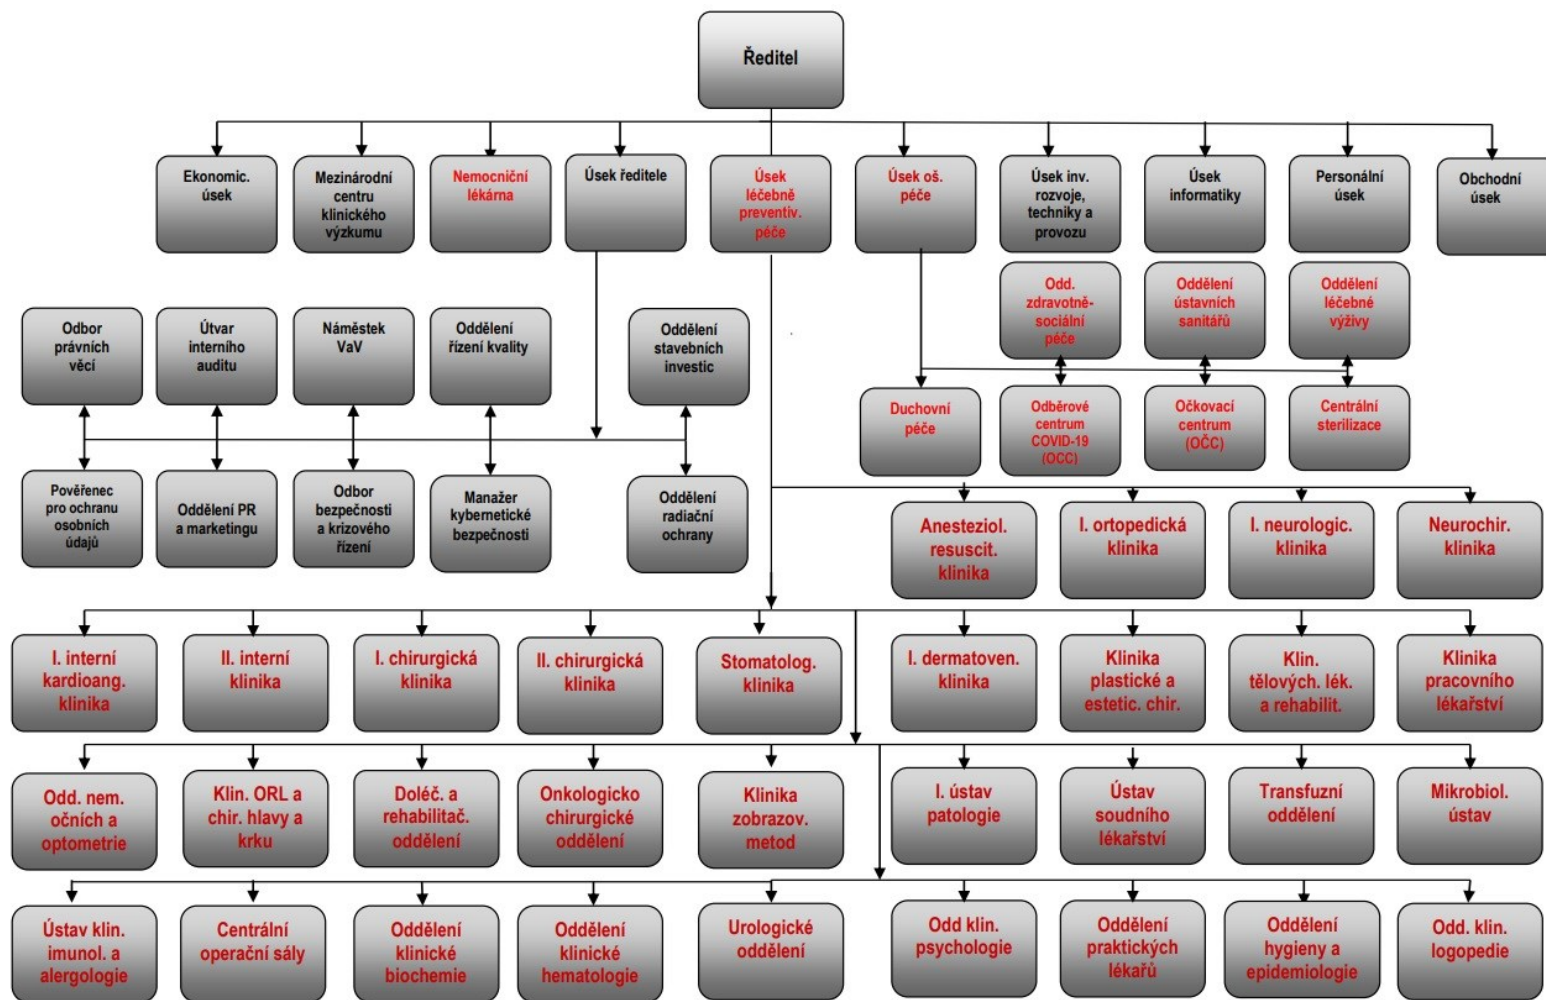 Ředitel
Ekonomic.
úsek
Mezinárodní
centru
klinického
výzkumu
Nemocniční
lékárna
Úsek ředitele
Úsek
léčebně
preventiv.
péče
Úsek oš.
péče
Úsek inv.
rozvoje,
techniky a
provozu
Úsek
informatiky
Personální
úsek
Obchodní
úsek
Odd.
zdravotně-
sociální
péče
Oddělení
ústavních
sanitářů
Oddělení
léčebné
výživy
Odbor
právních
věcí
Útvar
interního
auditu
Náměstek
VaV
Oddělení
řízení kvality
Oddělení
stavebních
investic
Duchovní
péče
Odběrové
centrum
COVID-19
(OCC)
Očkovací
centrum
(OČC)
Centrální
sterilizace
Pověřenec
pro ochranu
osobních
údajů
Oddělení PR
a marketingu
Odbor
bezpečnosti
a krizového
řízení
Manažer
kybernetické
bezpečnosti
Oddělení
radiační
ochrany
Anesteziol.
resuscit.
klinika
I. ortopedická
klinika
I. neurologic.
klinika
Neurochir.
klinika
I. interní
kardioang.
klinika
II. interní
klinika
I. chirurgická
klinika
II. chirurgická
klinika
Stomatolog.
klinika
I. dermatoven.
klinika
Klinika
plastické a
estetic. chir.
Klin.
tělových. lék.
a rehabilit.
Klinika
pracovního
lékařství
Odd. nem.
očních a
optometrie
Klin. ORL a
chir. hlavy a
krku
Doléč. a
rehabilitač.
oddělení
Onkologicko
chirurgické
oddělení
Klinika
zobrazov.
metod
I. ústav
patologie
Ústav
soudního
lékařství
Transfuzní
oddělení
Mikrobiol.
ústav
Ústav klin.
imunol. a
alergologie
Centrální
operační sály
Oddělení
klinické
biochemie
Oddělení
klinické
hematologie
Urologické
oddělení
Odd klin.
psychologie
Oddělení
praktických
lékařů
Oddělení
hygieny a
epidemiologie
Odd. klin.
logopedie